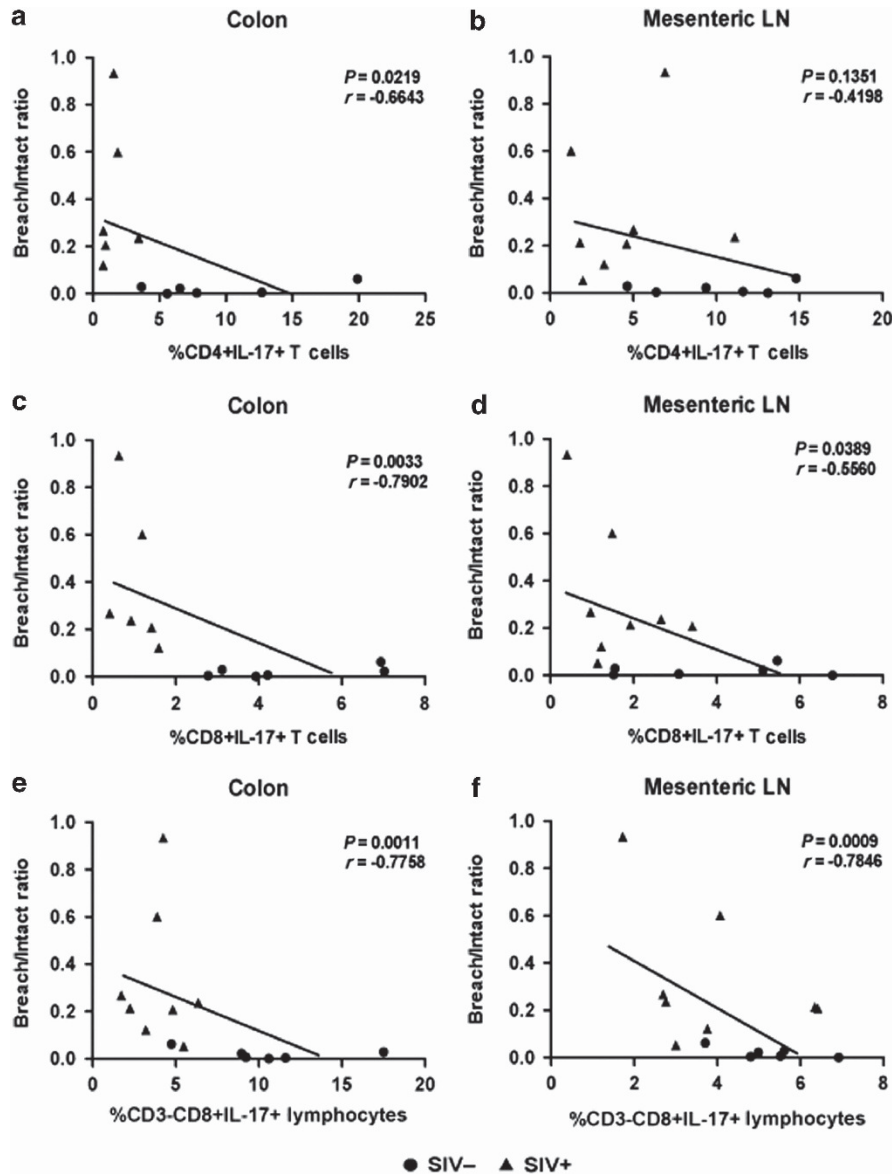 a
Colon
1.0
0.8
0.6
0.4
0.2
0.0
Breach/Intact ratio
P = 0.0219
r = -0.6643
0 5 10 15 20 25
%CD4+IL-17+ T cells
b
Mesenteric LN
1.0
0.8
0.6
0.4
0.2
0.0
Breach/Intact ratio
P = 0.1351
r = -0.4198
0 5 10 15 20
%CD4+IL-17+ T cells
c
Colon
1.0
0.8
0.6
0.4
0.2
0.0
Breach/Intact ratio
P = 0.0033
r = -0.7902
0 2 4 6 8
%CD8+IL-17+ T cells
d
Mesenteric LN
1.0
0.8
0.6
0.4
0.2
0.0
Breach/Intact ratio
P = 0.0389
r = -0.5560
0 2 4 6 8
%CD8+IL-17+ T cells
e
Colon
1.0
0.8
0.6
0.4
0.2
0.0
Breach/Intact ratio
P = 0.0011
r = -0.7758
0 5 10 15 20
%CD3-CD8+IL-17+ lymphocytes
f
Mesenteric LN
1.0
0.8
0.6
0.4
0.2
0.0
Breach/Intact ratio
P = 0.0009
r = -0.7846
0 2 4 6 8
%CD3-CD8+IL-17+ lymphocytes
SIV– SIV+